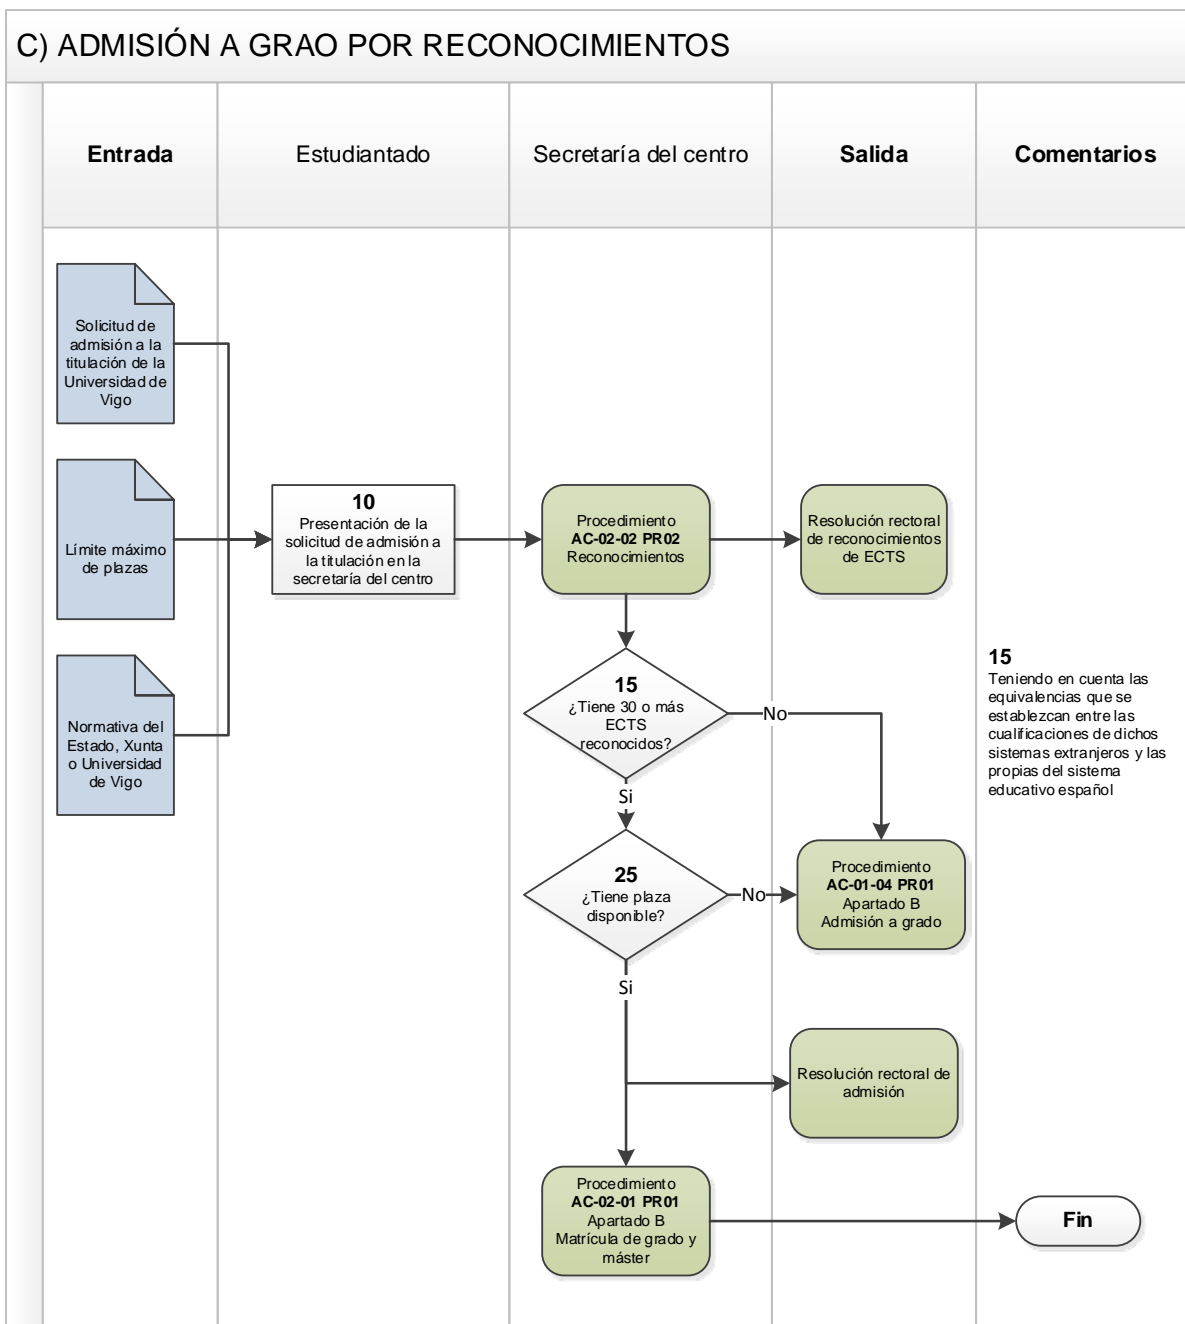 C) ADMISIÓN A GRAO POR RECONOCIMIENTOS
Entrada
Estudiantado
Secretaría del centro
Salida
Comentarios
Solicitud de
admisión a la
titulación de la
Universidad de
Vigo
Límite máximo
de plazas
Normativa del
Estado, Xunta
o Universidad
de Vigo
10
Presentación de la
solicitud de admisión a
la titulación en la
secretaría del centro
Procedimiento
AC-02-02 PR02
Reconocimientos
Resolución rectoral
de reconocimientos
de ECTS
15
¿Tiene 30 o más
ECTS
reconocidos?
No
Si
15
Teniendo en cuenta las
equivalencias que se
establezcan entre las
cualificaciones de dichos
sistemas extranjeros y las
propias del sistema
educativo español
25
¿Tiene plaza
disponible?
No
Si
Procedimiento
AC-01-04 PR01
Apartado B
Admisión a grado
Resolución rectoral de
admisión
Procedimiento
AC-02-01 PR01
Apartado B
Matrícula de grado y
máster
Fin